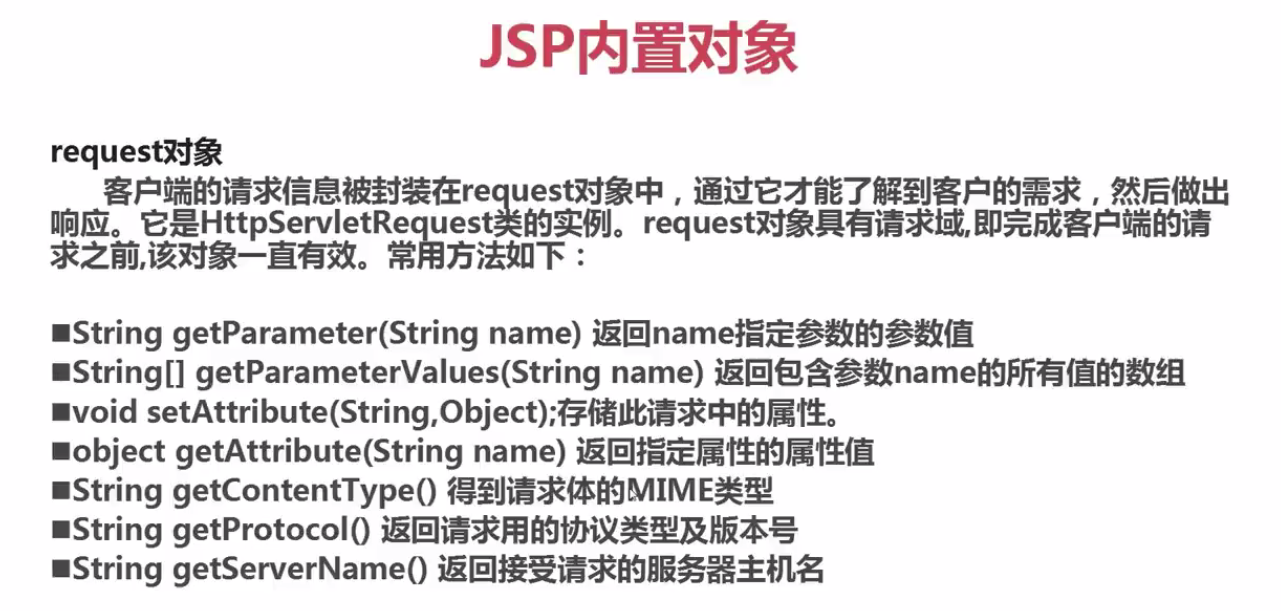 JSP内置对象
request对象
客户端的请求信息被封装在request对象中，通过它才能了解到客户的需求，然后做出
响应。它是HttpServletRequest类的实例。request对象具有请求域,即完成客户端的请
求之前,该对象一直有效。常用方法如下：
■String getParameter(String name) 返回name指定参数的参数值
■String[] getParameterValues(String name) 返回包含参数name的所有值的数组
■void setAttribute(String,Object);存储此请求中的属性。
■object getAttribute(String name) 返回指定属性的属性值
■String getContentType() 得到请求体的MIME类型
■String getProtocol() 返回请求用的协议类型及版本号
■String getServerName() 返回接受请求的服务器主机名